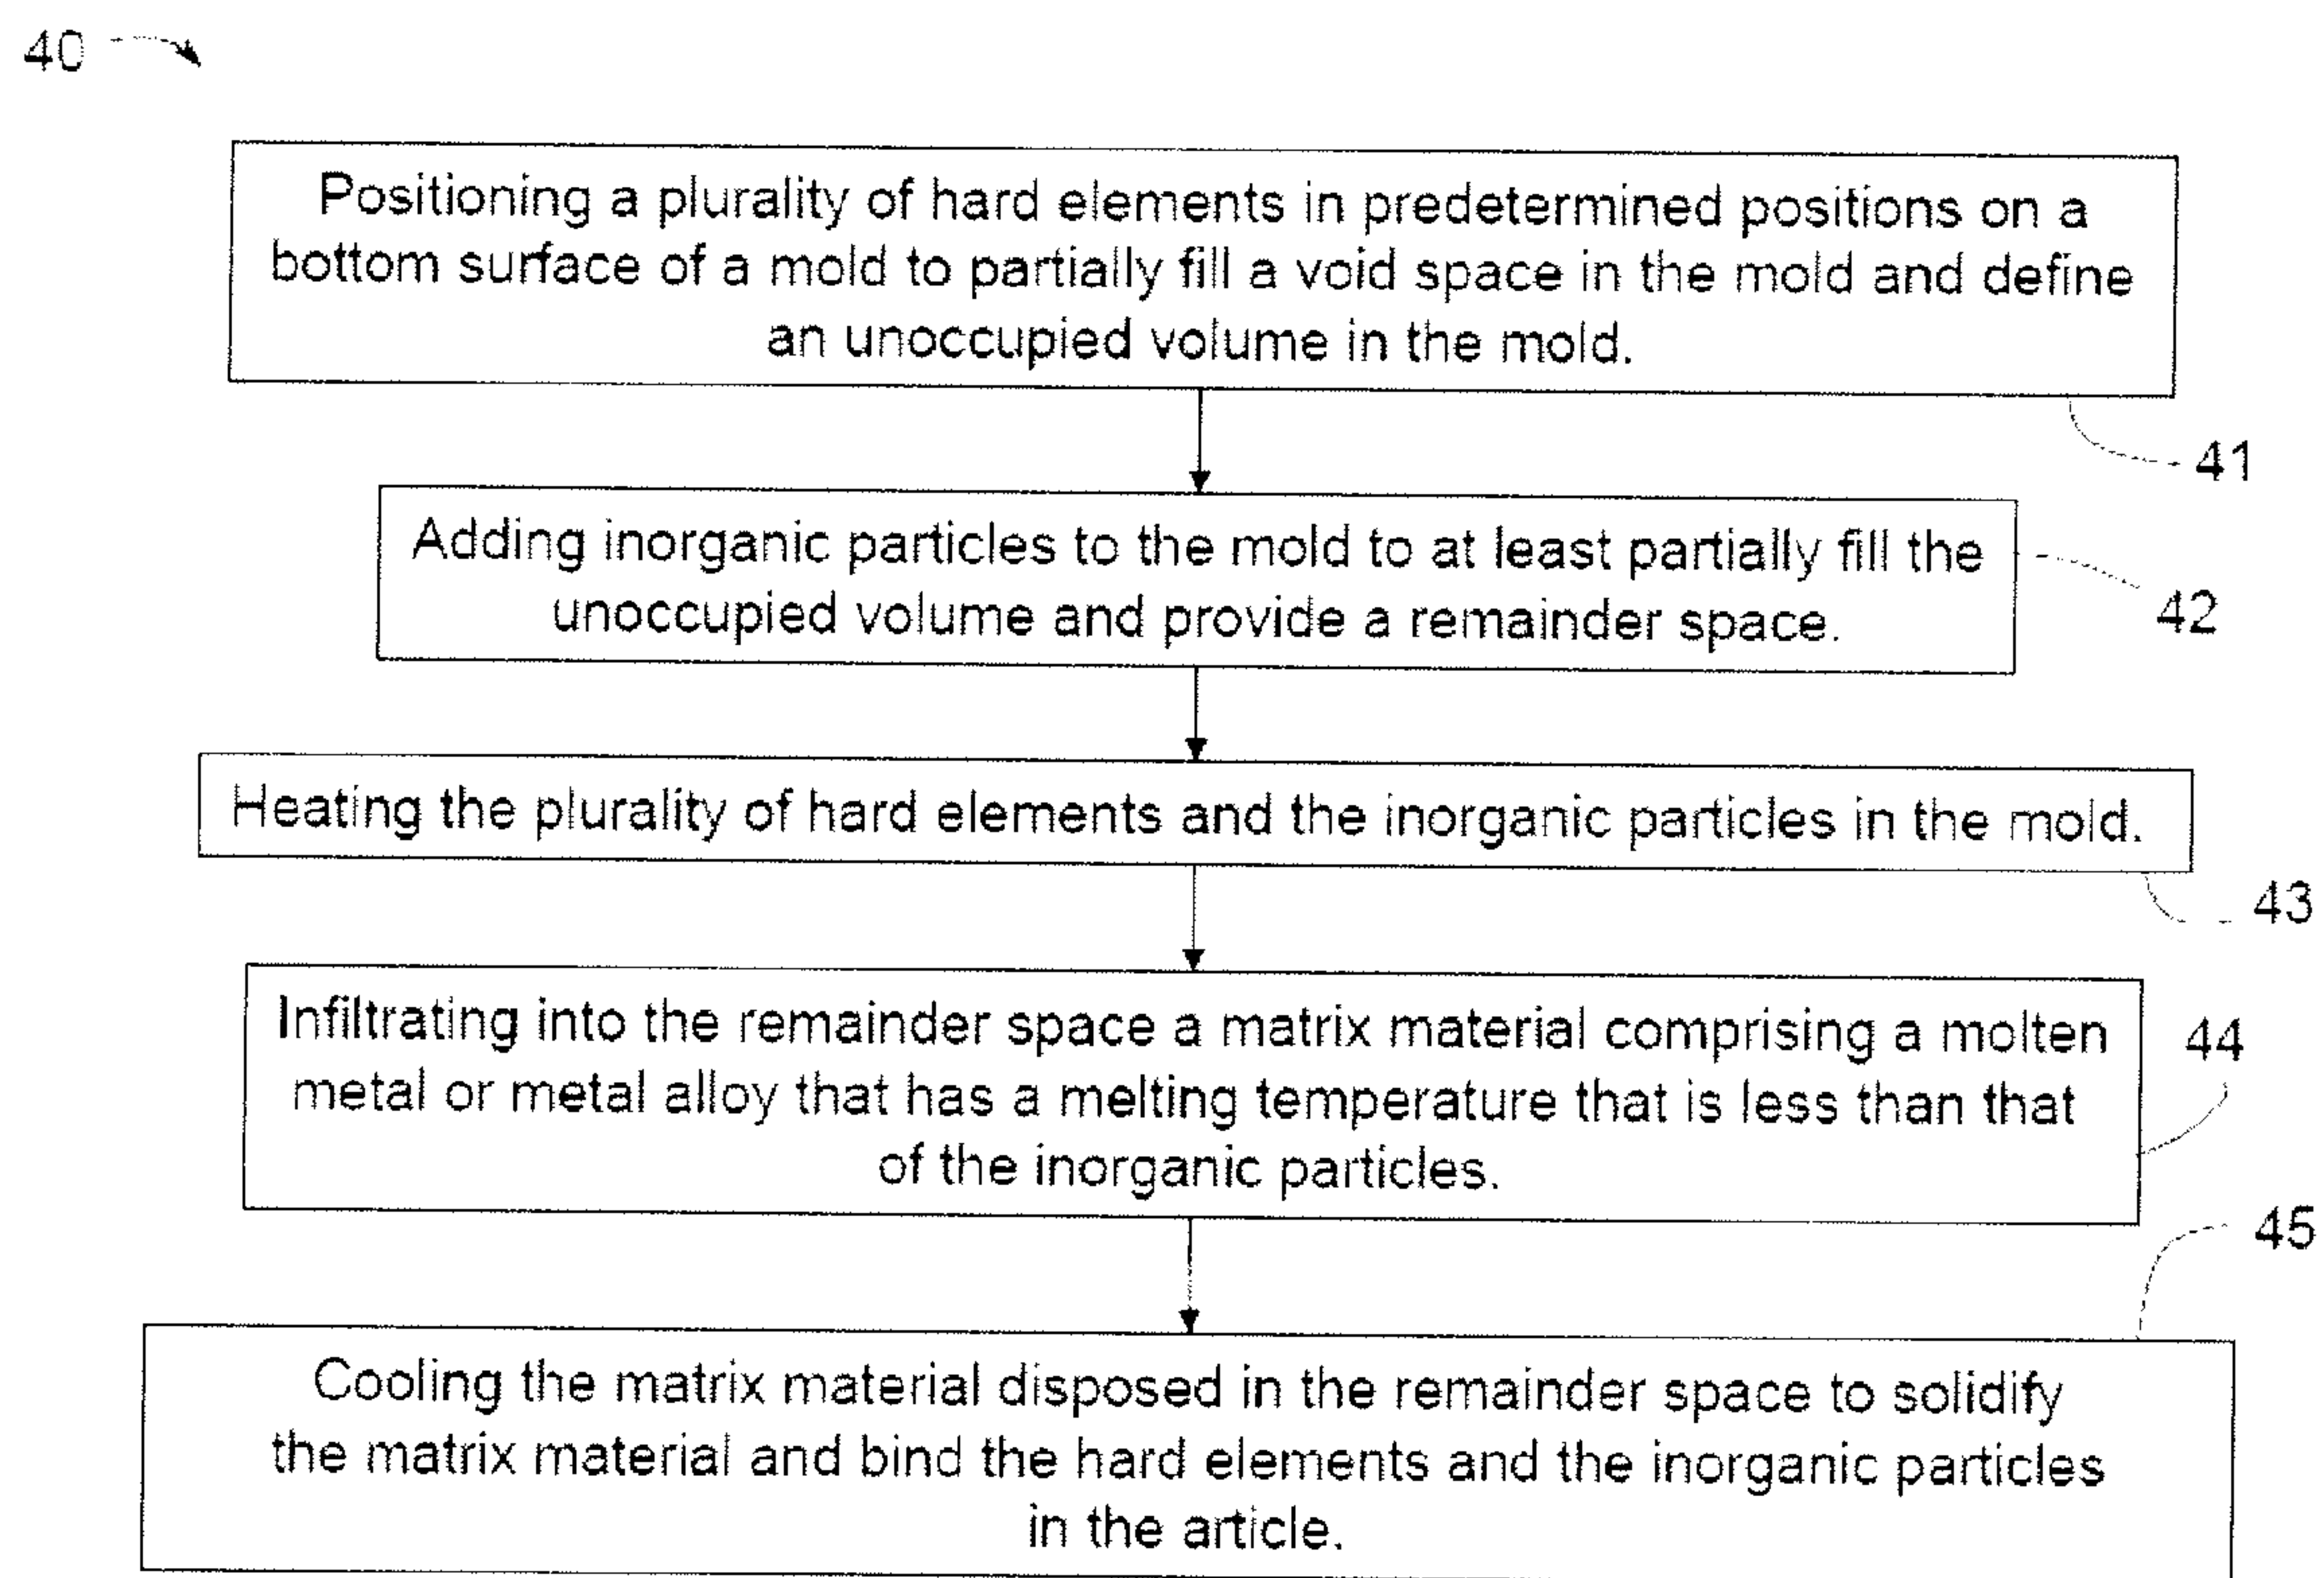 40
Positioning a plurality of hard elements in predetermined positions on a
bottom surface of a mold to partially fill a void space in the mold and define
an unoccupied volume in the mold.
41
Adding inorganic particles to the mold to at least partially fill the
unoccupied volume and provide a remainder space.
42
Heating the plurality of hard elements and the inorganic particles in the mold.
43
Infiltrating into the remainder space a matrix material comprising a molten
metal or metal alloy that has a melting temperature that is less than that
of the inorganic particles.
44
45
Cooling the matrix material disposed in the remainder space to solidify
the matrix material and bind the hard elements and the inorganic particles
in the article.